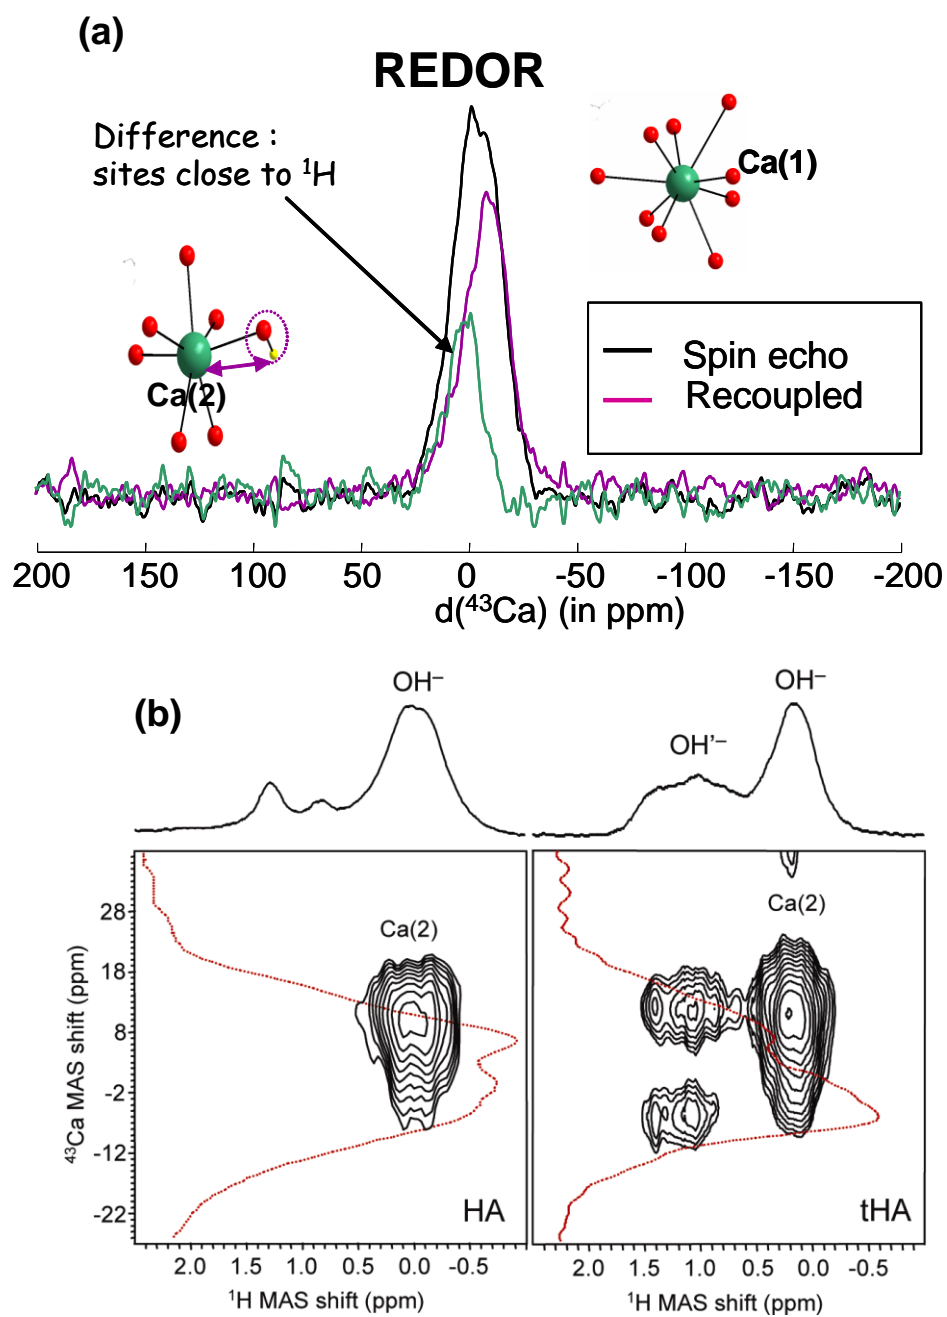 (a)
REDOR
Difference :
sites close to ¹H
Ca(1)
Ca(2)
Spin echo
Recoupled
200 150 100 50 0 -50 -100 -150 -200
d(⁴³Ca) (in ppm)
(b)
OH⁻
OH'⁻
OH⁻
⁴³Ca MAS shift (ppm)
28
18
8
-2
-12
-22
Ca(2)
HA
Ca(2)
tHA
2.0 1.5 1.0 0.5 0.0 -0.5
2.0 1.5 1.0 0.5 0.0 -0.5
¹H MAS shift (ppm)
¹H MAS shift (ppm)